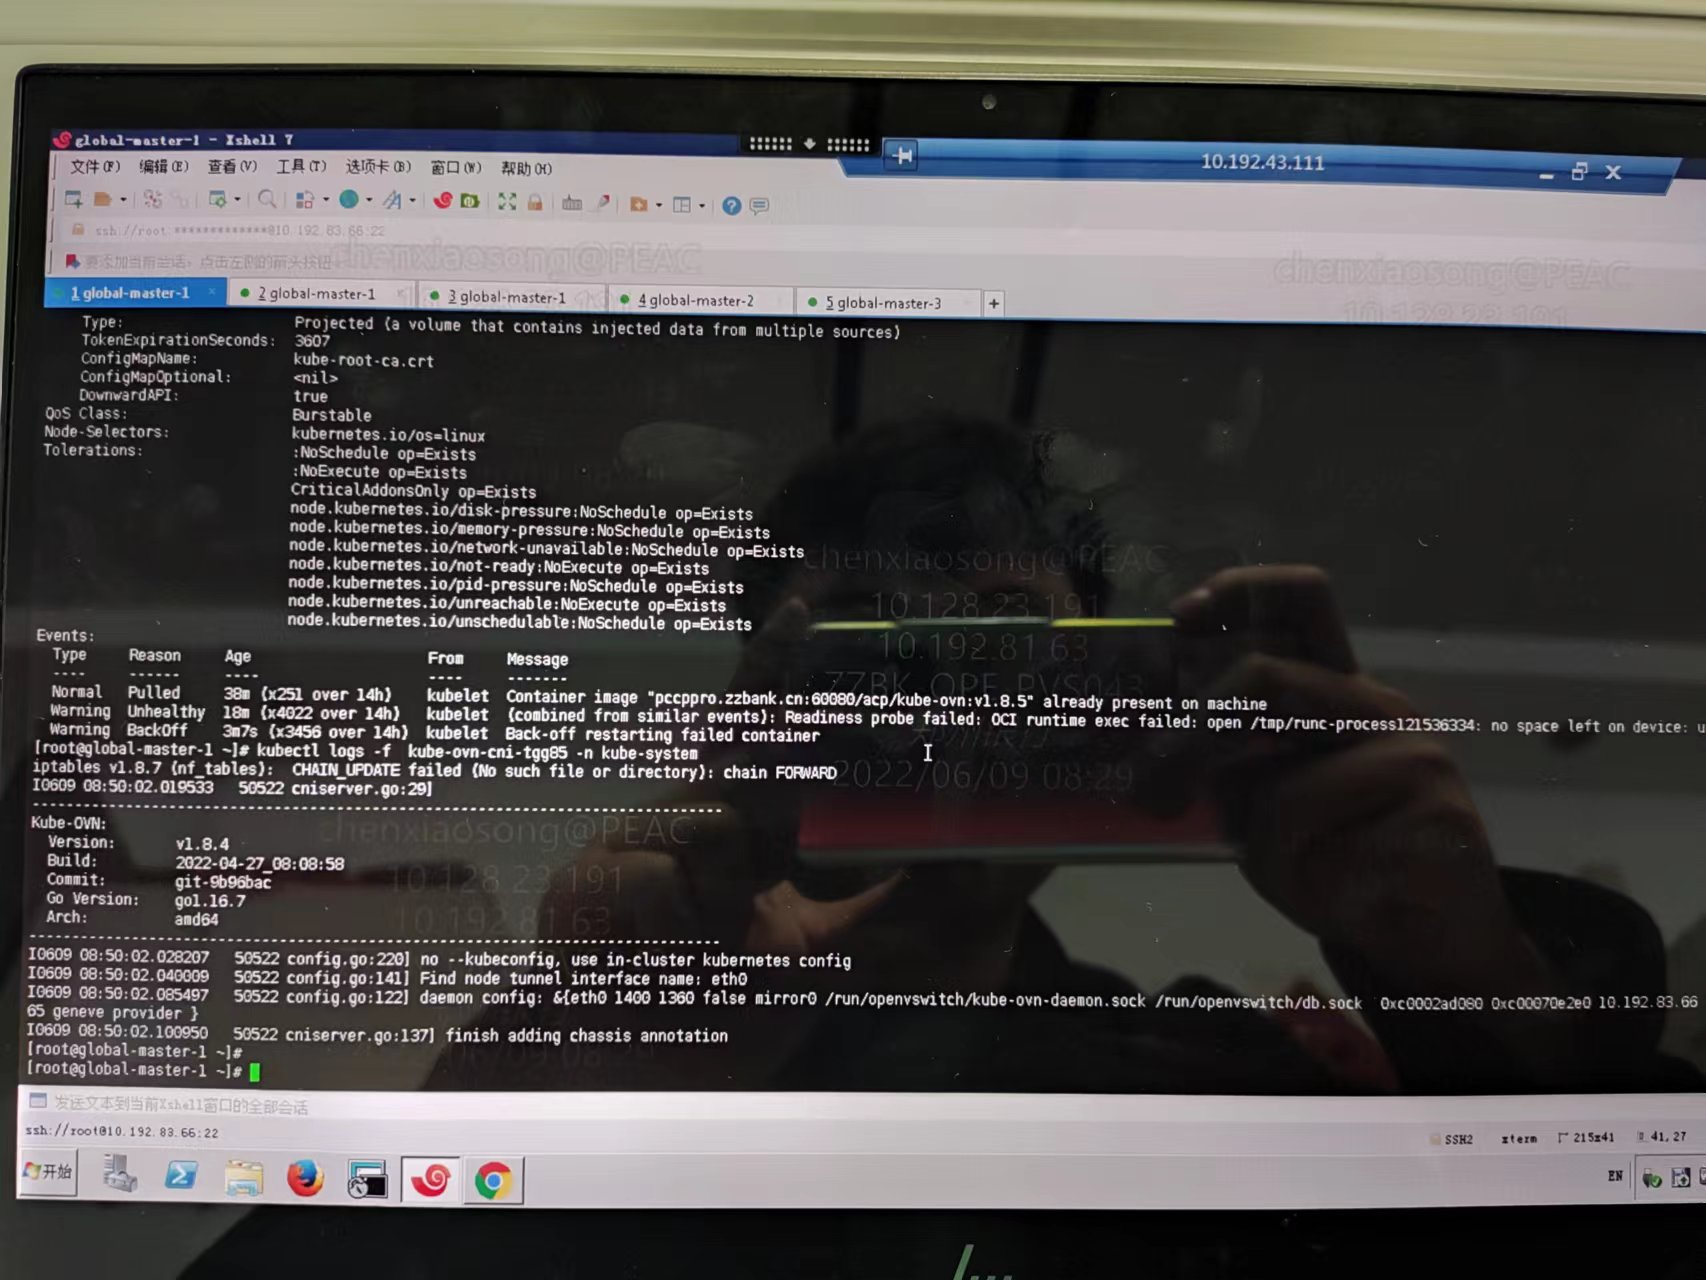 global-master-1 - Xshell 7
10.192.43.111
文件(F) 编辑(E) 查看(V) 工具(T) 选项卡(B) 窗口(W) 帮助(H)
ssh://root:*************@10.192.83.66:22
要添加当前会话，点击左侧的箭头按钮。
chenxiaosong@PEAC
chenxiaosong@PEAC
10.128.23.191
1 global-master-1
2 global-master-1
3 global-master-1
4 global-master-2
5 global-master-3
Type: Projected (a volume that contains injected data from multiple sources)
TokenExpirationSeconds: 3607
ConfigMapName: kube-root-ca.crt
ConfigMapOptional: <nil>
DownwardAPI: true
QoS Class: Burstable
Node-Selectors: kubernetes.io/os=linux
Tolerations: :NoSchedule op=Exists
:NoExecute op=Exists
CriticalAddonsOnly op=Exists
node.kubernetes.io/disk-pressure:NoSchedule op=Exists
node.kubernetes.io/memory-pressure:NoSchedule op=Exists
node.kubernetes.io/network-unavailable:NoSchedule op=Exists
node.kubernetes.io/not-ready:NoExecute op=Exists
node.kubernetes.io/pid-pressure:NoSchedule op=Exists
node.kubernetes.io/unreachable:NoExecute op=Exists
node.kubernetes.io/unschedulable:NoSchedule op=Exists
chenxiaosong@PEAC
10.128.23.191
10.192.81.63
2022/06/09 08:29
Events:
Type Reason Age From Message
---- ------ ---- ---- -------
Normal Pulled 38m (x251 over 14h) kubelet Container image "pccppro.zzbank.cn:60080/acp/kube-ovn:v1.8.5" already present on machine
Warning Unhealthy 18m (x4022 over 14h) kubelet (combined from similar events): Readiness probe failed: OCI runtime exec failed: open /tmp/runc-process121536334: no space left on device: u
Warning BackOff 3m7s (x3456 over 14h) kubelet Back-off restarting failed container
[root@global-master-1 ~]# kubectl logs -f kube-ovn-cni-tgg85 -n kube-system
iptables v1.8.7 (nf_tables): CHAIN_UPDATE failed (No such file or directory): chain FORWARD
I0609 08:50:02.019533 50522 cniserver.go:29]
-------------------------------------------------------------------------------
Kube-OVN:
Version: v1.8.4
Build: 2022-04-27_08:08:58
Commit: git-9b96bac
Go Version: go1.16.7
Arch: amd64
-------------------------------------------------------------------------------
chenxiaosong@PEAC
10.128.23.191
10.192.81.63
I0609 08:50:02.028207 50522 config.go:220] no --kubeconfig, use in-cluster kubernetes config
I0609 08:50:02.040009 50522 config.go:141] Find node tunnel interface name: eth0
I0609 08:50:02.085497 50522 config.go:122] daemon config: &{eth0 1400 1360 false mirror0 /run/openvswitch/kube-ovn-daemon.sock /run/openvswitch/db.sock 0xc0002ad080 0xc00070e2e0 10.192.83.66
65 geneve provider }
I0609 08:50:02.100950 50522 cniserver.go:137] finish adding chassis annotation
[root@global-master-1 ~]#
[root@global-master-1 ~]#
发送文本到当前Xshell窗口的全部会话
ssh://root@10.192.83.66:22
SSH2 xterm 215x41 41,27
开始
EN